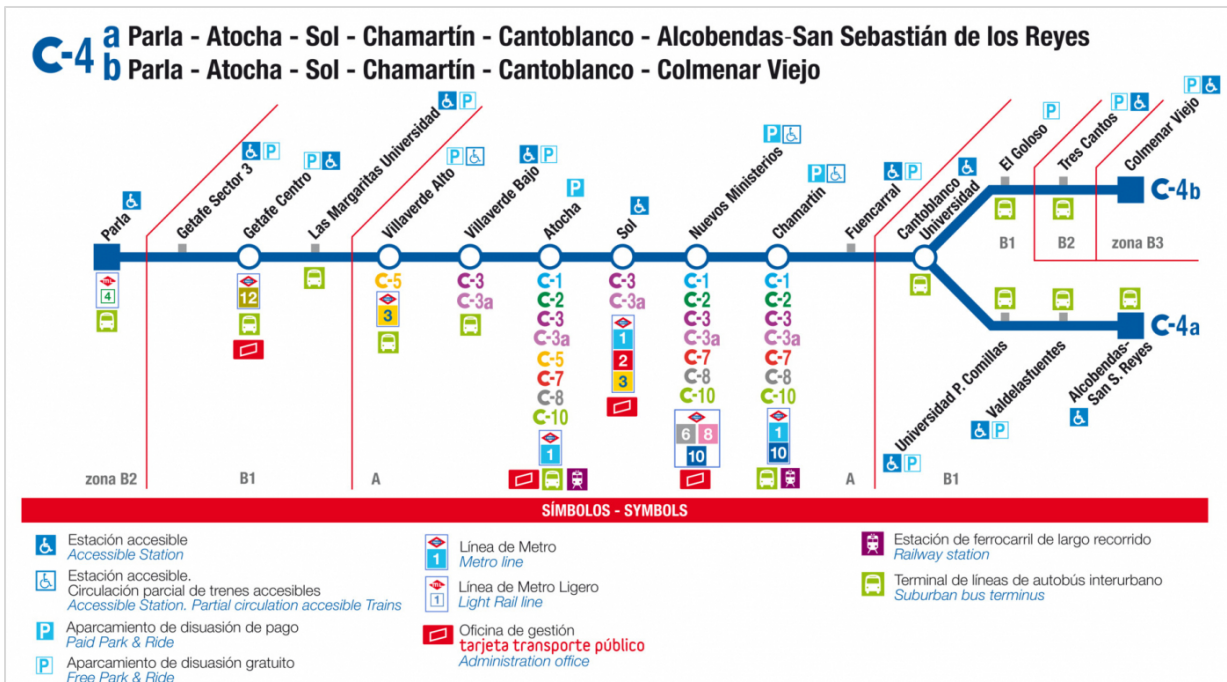 C-4 a Parla - Atocha - Sol - Chamartín - Cantoblanco - Alcobendas-San Sebastián de los Reyes
b Parla - Atocha - Sol - Chamartín - Cantoblanco - Colmenar Viejo
Parla
Getafe Sector 3
P
Getafe Centro
P
Las Margaritas Universidad
P
Villaverde Alto
P
Villaverde Bajo
P
Atocha
P
Sol
Nuevos Ministerios
P
Chamartín
P
Fuencarral
P
Cantoblanco
Universidad
El Goloso
P
Tres Cantos
P
Colmenar Viejo
P
C-4b
B1
B2
zona B3
4
12
C-5
3
C-3
C-3a
C-1
C-2
C-3
C-3a
C-5
C-7
C-8
C-10
1
C-3
C-3a
1
2
3
C-1
C-2
C-3
C-3a
C-7
C-8
C-10
6 8
10
C-1
C-2
C-3
C-3a
C-7
C-8
C-10
1
10
C-4a
Universidad P. Comillas
P
Valdelasfuentes
P
Alcobendas-
San S. Reyes
zona B2
B1
A
A
B1
SÍMBOLOS - SYMBOLS
Estación accesible
Accessible Station
Estación accesible.
Circulación parcial de trenes accesibles
Accessible Station. Partial circulation accesible Trains
P Aparcamiento de disuasión de pago
Paid Park & Ride
P Aparcamiento de disuasión gratuito
Free Park & Ride
1 Línea de Metro
Metro line
1 Línea de Metro Ligero
Light Rail line
Oficina de gestión
tarjeta transporte público
Administration office
Estación de ferrocarril de largo recorrido
Railway station
Terminal de líneas de autobús interurbano
Suburban bus terminus